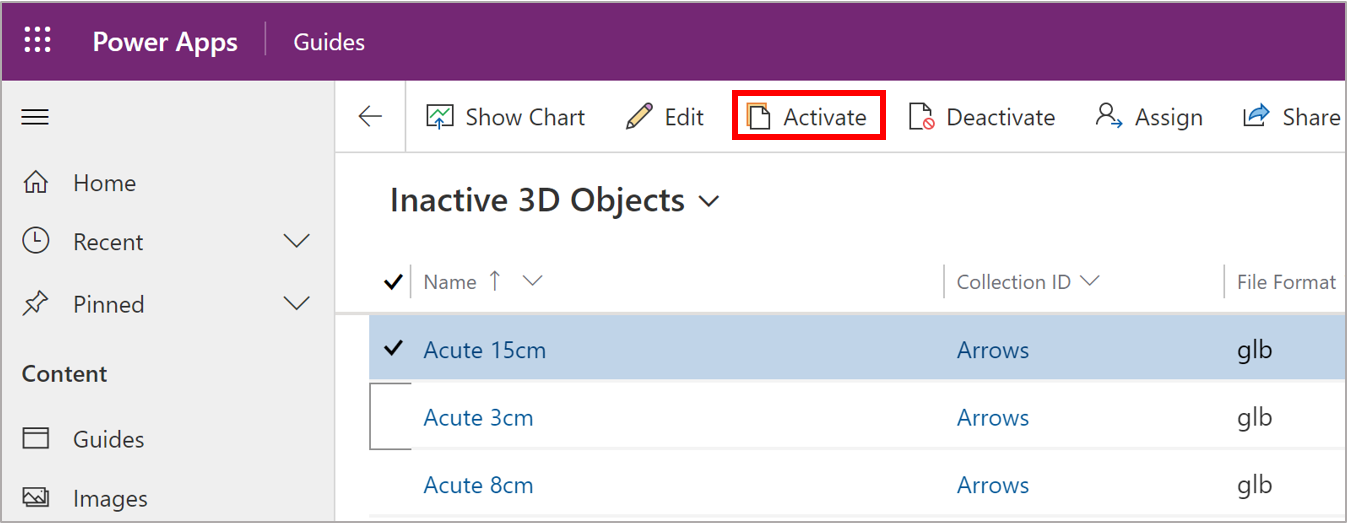 Power Apps Guides
Show Chart Edit Activate Deactivate Assign Share
Home
Recent
Pinned
Content
Guides
Images
Inactive 3D Objects
Name Collection ID File Format
Acute 15cm Arrows glb
Acute 3cm Arrows glb
Acute 8cm Arrows glb